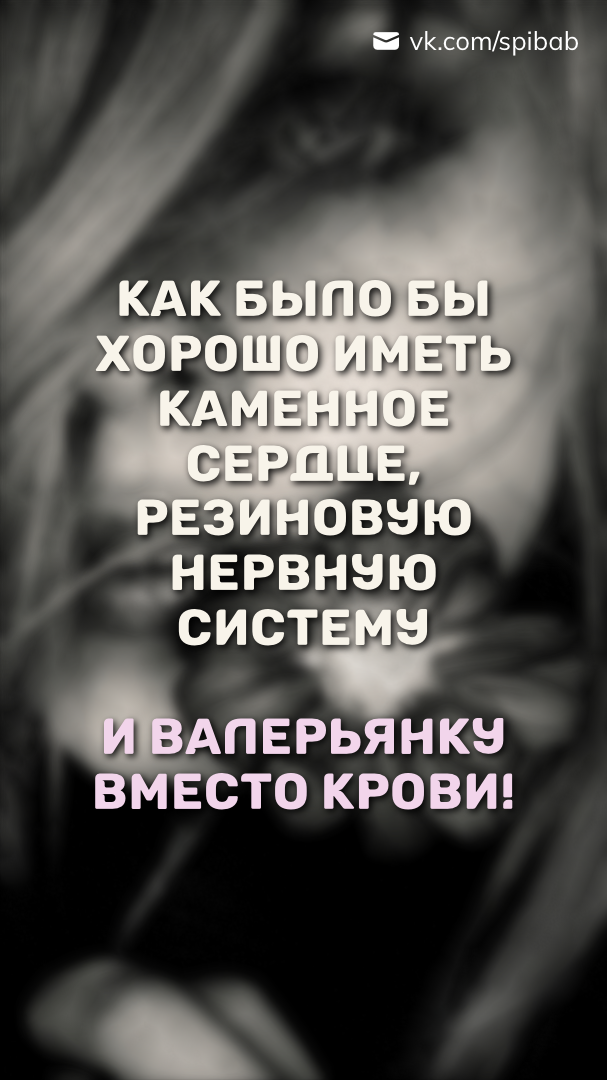 vk.com/spibab
КАК БЫЛО БЫ
ХОРОШО ИМЕТЬ
КАМЕННОЕ
СЕРДЦЕ,
РЕЗИНОВУЮ
НЕРВНУЮ
СИСТЕМУ
И ВАЛЕРЬЯНКУ
ВМЕСТО КРОВИ!